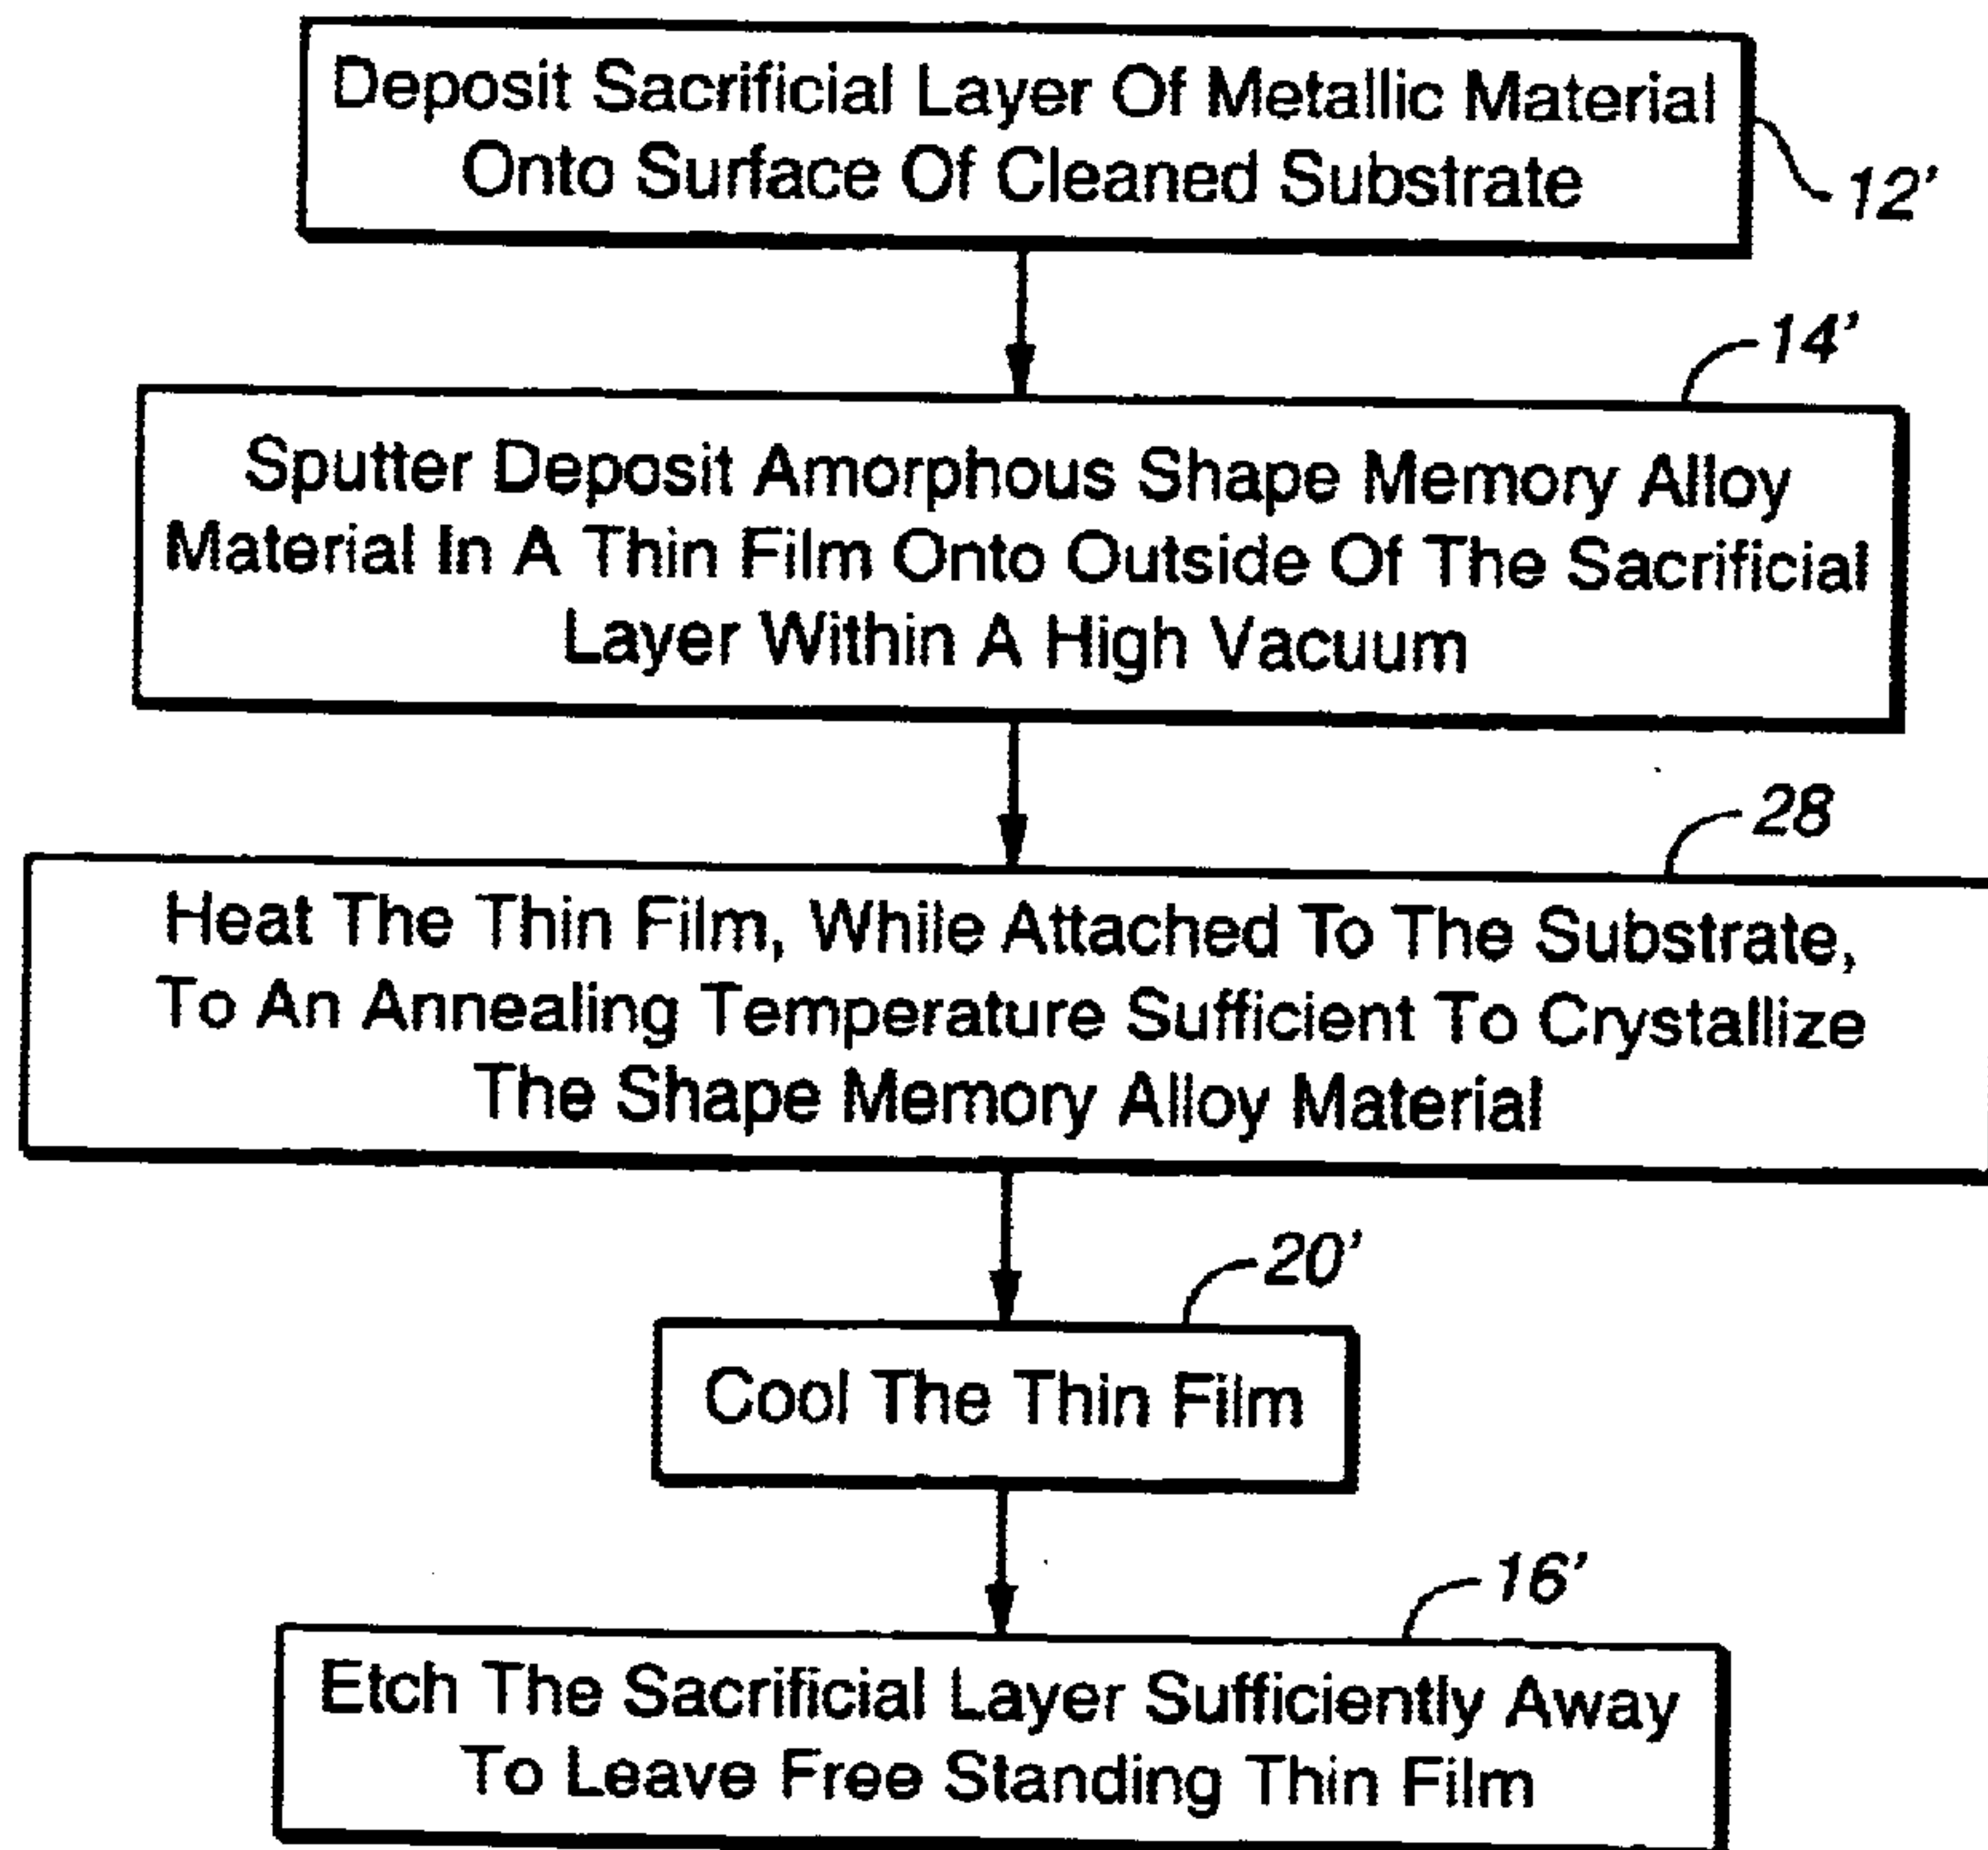 Deposit Sacrificial Layer Of Metallic Material
Onto Surface Of Cleaned Substrate
12'
14'
Sputter Deposit Amorphous Shape Memory Alloy
Material In A Thin Film Onto Outside Of The Sacrificial
Layer Within A High Vacuum
28
Heat The Thin Film, While Attached To The Substrate,
To An Annealing Temperature Sufficient To Crystallize
The Shape Memory Alloy Material
20'
Cool The Thin Film
16'
Etch The Sacrificial Layer Sufficiently Away
To Leave Free Standing Thin Film